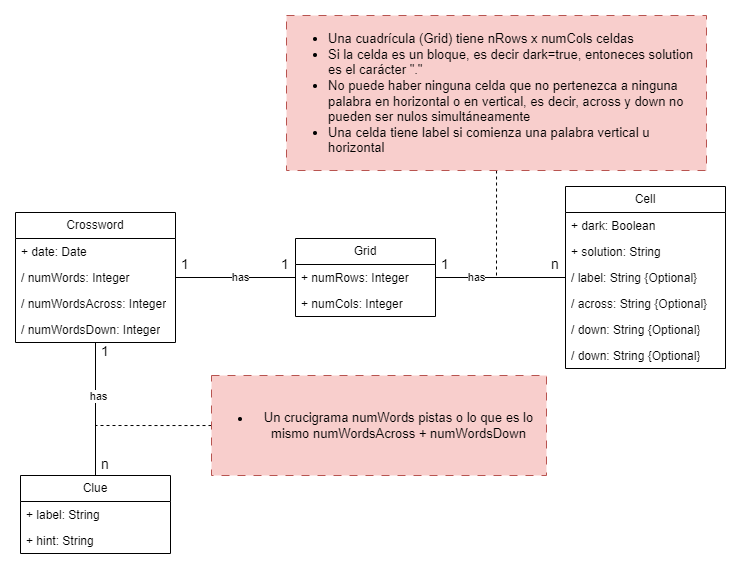 • Una cuadrícula (Grid) tiene nRows x numCols celdas
• Si la celda es un bloque, es decir dark=true, entoneces solution
es el carácter "."
• No puede haber ninguna celda que no pertenezca a ninguna
palabra en horizontal o en vertical, es decir, across y down no
pueden ser nulos simultáneamente
• Una celda tiene label si comienza una palabra vertical u
horizontal
Crossword
+ date: Date
/ numWords: Integer
/ numWordsAcross: Integer
/ numWordsDown: Integer
1
has
1
Grid
+ numRows: Integer
+ numCols: Integer
1
has
n
Cell
+ dark: Boolean
+ solution: String
/ label: String {Optional}
/ across: String {Optional}
/ down: String {Optional}
/ down: String {Optional}
1
has
n
• Un crucigrama numWords pistas o lo que es lo
mismo numWordsAcross + numWordsDown
Clue
+ label: String
+ hint: String